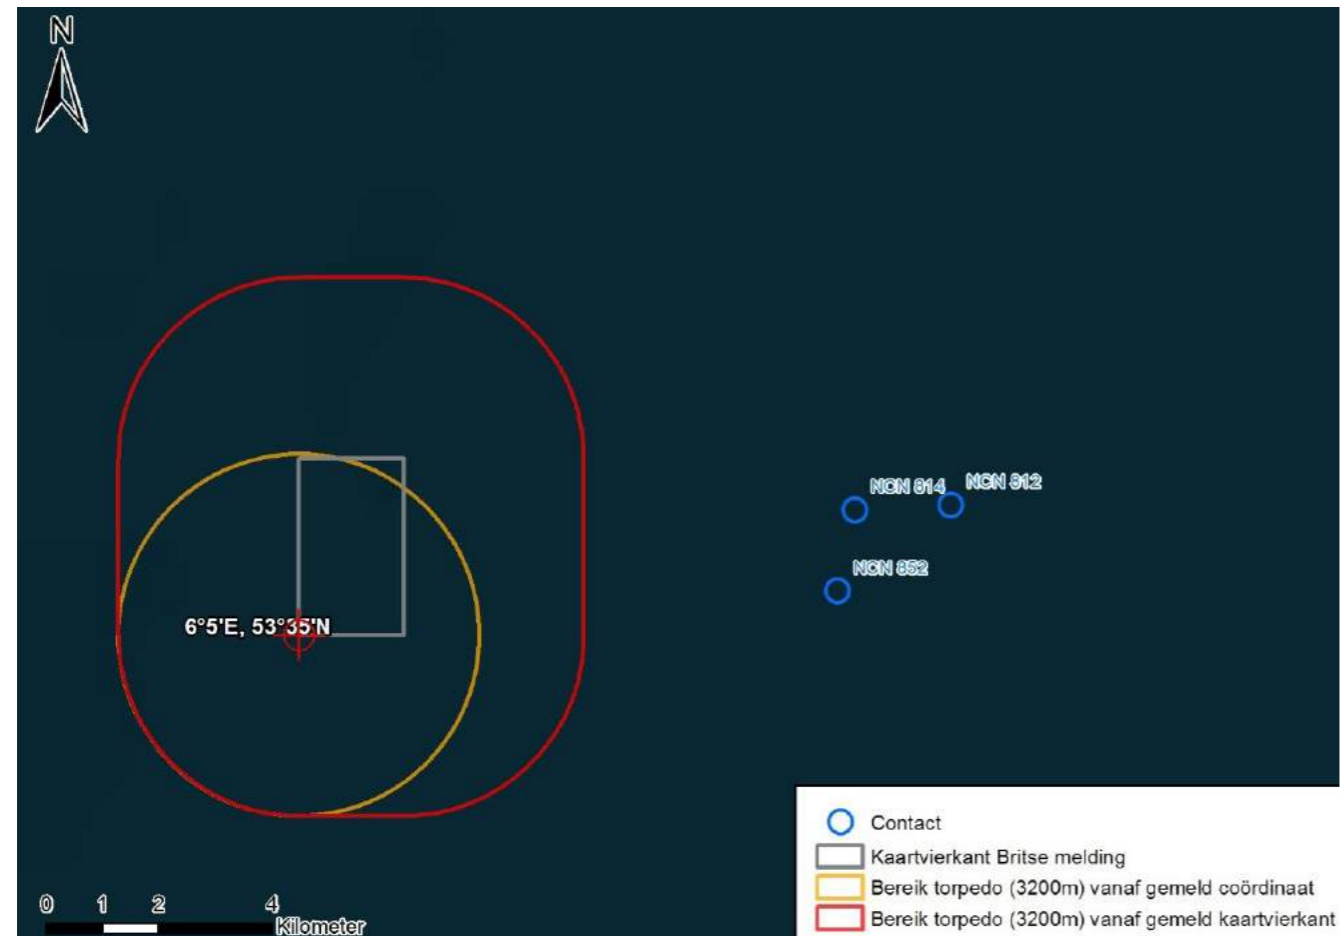 N
NCN 814
NCN 812
NCN 852
6°5'E, 53°35'N
Contact
Kaartvierkant Britse melding
Bereik torpedo (3200m) vanaf gemeld coördinaat
Bereik torpedo (3200m) vanaf gemeld kaartvierkant
0 1 2 4
Kilometer